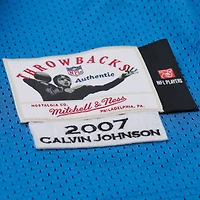 THROWBACKS
NFL
Authentic
NOSTALGIA CO. PHILADELPHIA, PA.
Mitchell & Ness
NFL PLAYERS
2007
CALVIN JOHNSON